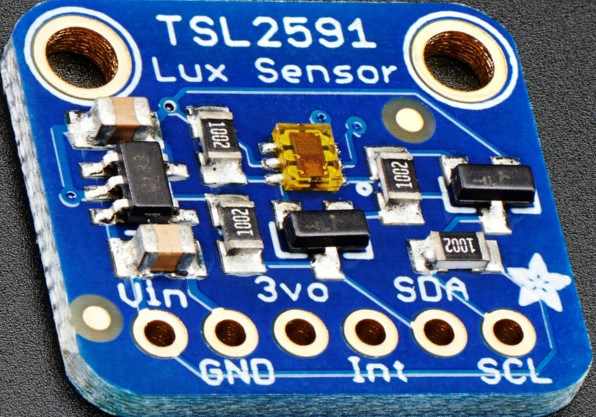 TSL2591
Lux Sensor
1002
1002
1002
1002
Vin 3vo SDA
GND Int SCL